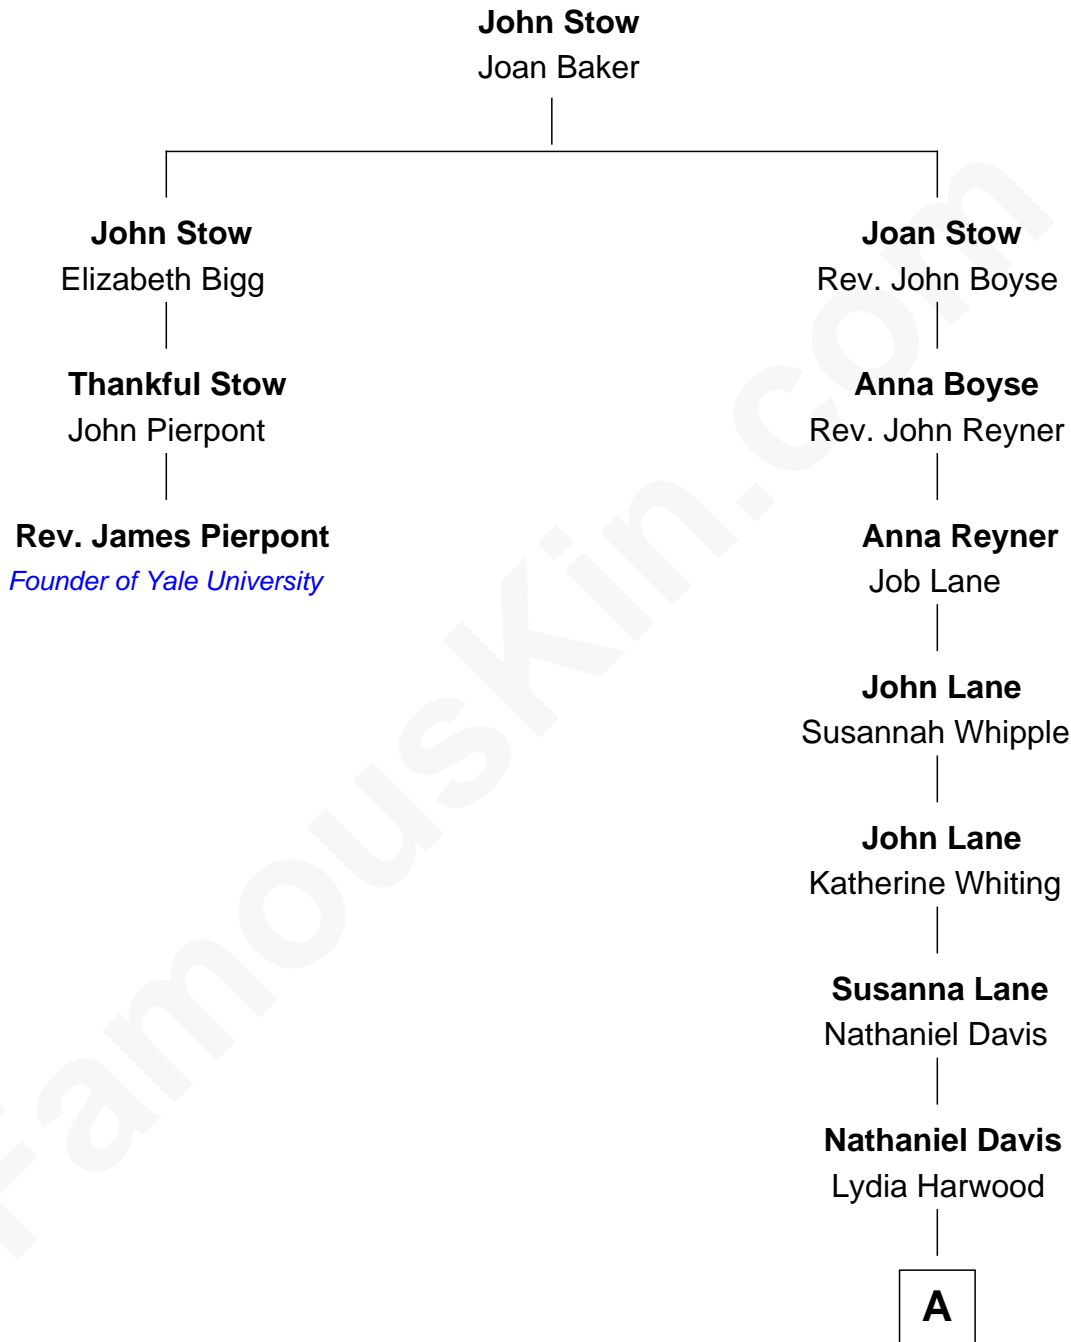 John Stow
Joan Baker
John Stow
Elizabeth Bigg
Thankful Stow
John Pierpont
Rev. James Pierpont
Founder of Yale University
Joan Stow
Rev. John Boyse
Anna Boyse
Rev. John Reyner
Anna Reyner
Job Lane
John Lane
Susannah Whipple
John Lane
Katherine Whiting
Susanna Lane
Nathaniel Davis
Nathaniel Davis
Lydia Harwood
A
FamousKin.com